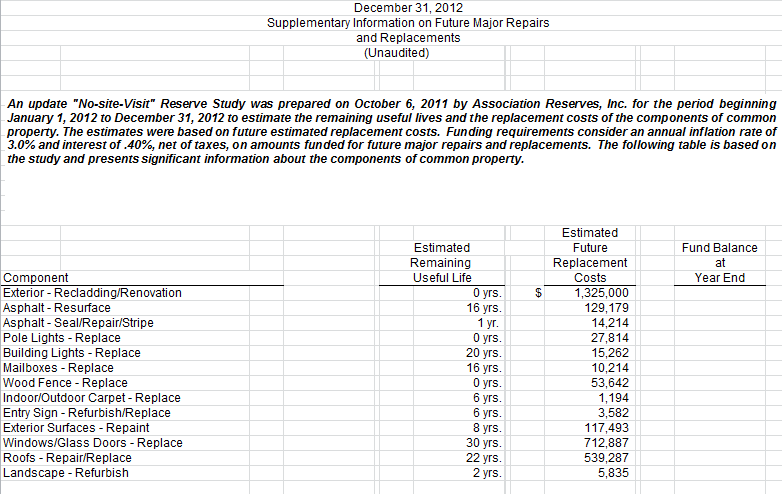 December 31, 2012
Supplementary Information on Future Major Repairs
and Replacements
(Unaudited)
An update "No-site-Visit" Reserve Study was prepared on October 6, 2011 by Association Reserves, Inc. for the period beginning
January 1, 2012 to December 31, 2012 to estimate the remaining useful lives and the replacement costs of the components of common
property. The estimates were based on future estimated replacement costs. Funding requirements consider an annual inflation rate of
3.0% and interest of .40%, net of taxes, on amounts funded for future major repairs and replacements. The following table is based on
the study and presents significant information about the components of common property.
Estimated
Estimated Future Fund Balance
Remaining Replacement at
Component Useful Life Costs Year End
Exterior - Recladding/Renovation 0 yrs. $ 1,325,000
Asphalt - Resurface 16 yrs. 129,179
Asphalt - Seal/Repair/Stripe 1 yr. 14,214
Pole Lights - Replace 0 yrs. 27,814
Building Lights - Replace 20 yrs. 15,262
Mailboxes - Replace 16 yrs. 10,214
Wood Fence - Replace 0 yrs. 53,642
Indoor/Outdoor Carpet - Replace 6 yrs. 1,194
Entry Sign - Refurbish/Replace 6 yrs. 3,582
Exterior Surfaces - Repaint 8 yrs. 117,493
Windows/Glass Doors - Replace 30 yrs. 712,887
Roofs - Repair/Replace 22 yrs. 539,287
Landscape - Refurbish 2 yrs. 5,835